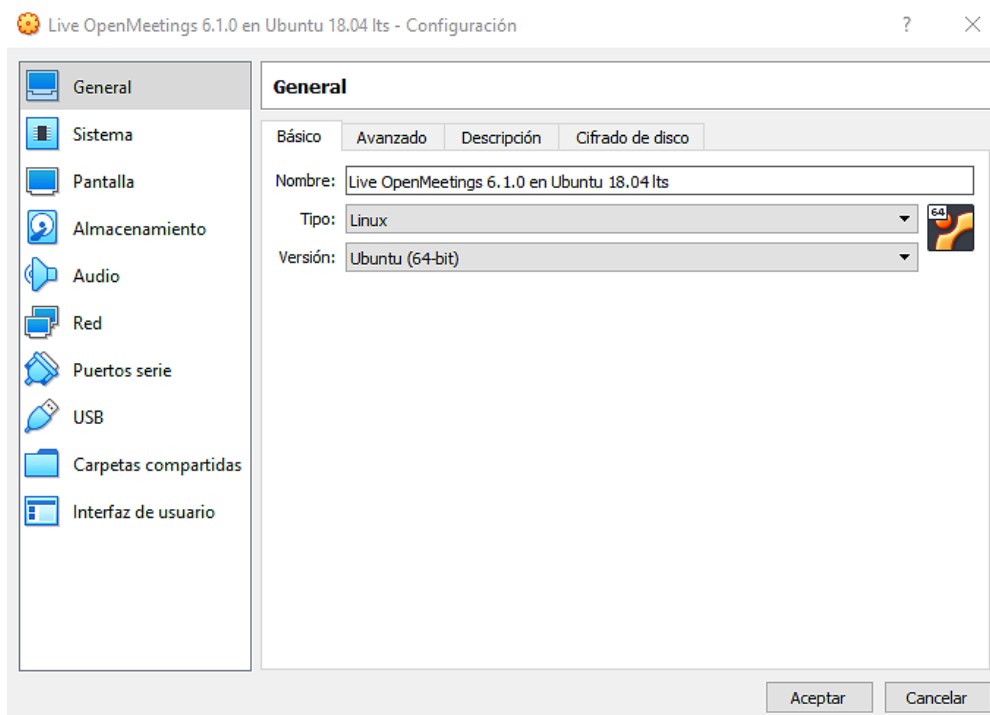 Live OpenMeetings 6.1.0 en Ubuntu 18.04 lts - Configuración ?
General
Sistema
Pantalla
Almacenamiento
Audio
Red
Puertos serie
USB
Carpetas compartidas
Interfaz de usuario
General
Básico Avanzado Descripción Cifrado de disco
Nombre: Live OpenMeetings 6.1.0 en Ubuntu 18.04 lts
Tipo: Linux
64
Versión: Ubuntu (64-bit)
Aceptar Cancelar